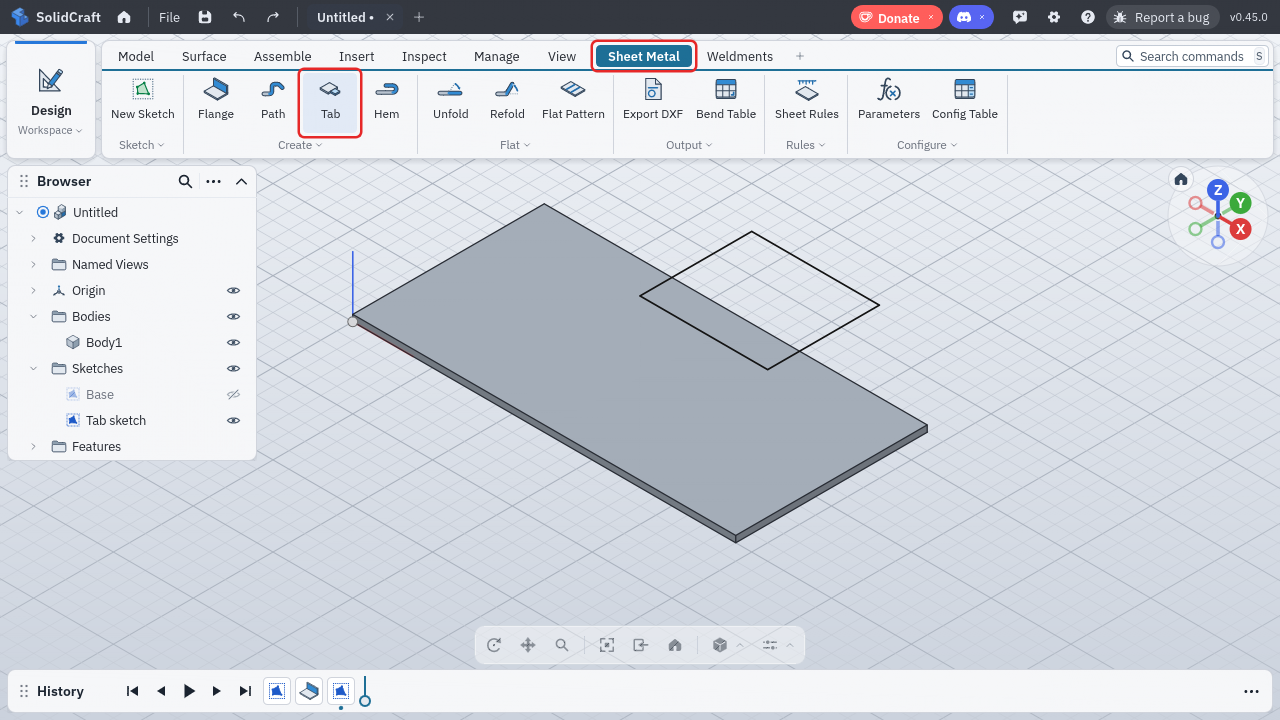 SolidCraft File Untitled • Donate Report a bug v0.45.0
Model Surface Assemble Insert Inspect Manage View Sheet Metal Weldments Search commands S
Design
Workspace
New Sketch Flange Path Tab Hem Unfold Refold Flat Pattern Export DXF Bend Table Sheet Rules Parameters Config Table
Sketch Create Flat Output Rules Configure
Browser
Untitled
Document Settings
Named Views
Origin
Bodies
Body1
Sketches
Base
Tab sketch
Features
Z
Y
X
History